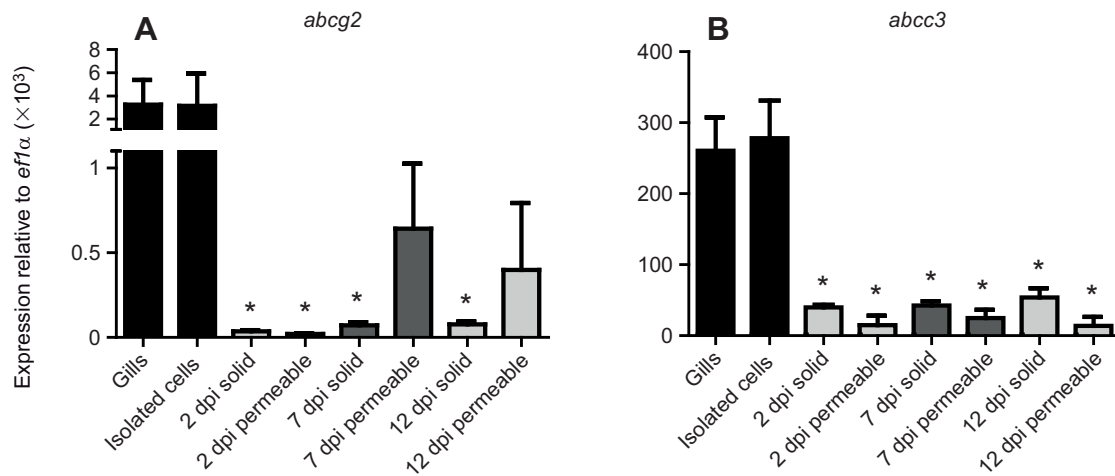 A
abcg2
Expression relative to ef1α (×10³)
8
6
4
2
1
0.5
0
* * * *
Gills
Isolated cells
2 dpi solid
2 dpi permeable
7 dpi solid
7 dpi permeable
12 dpi solid
12 dpi permeable
B
abcc3
400
300
200
100
0
* * * * * *
Gills
Isolated cells
2 dpi solid
2 dpi permeable
7 dpi solid
7 dpi permeable
12 dpi solid
12 dpi permeable